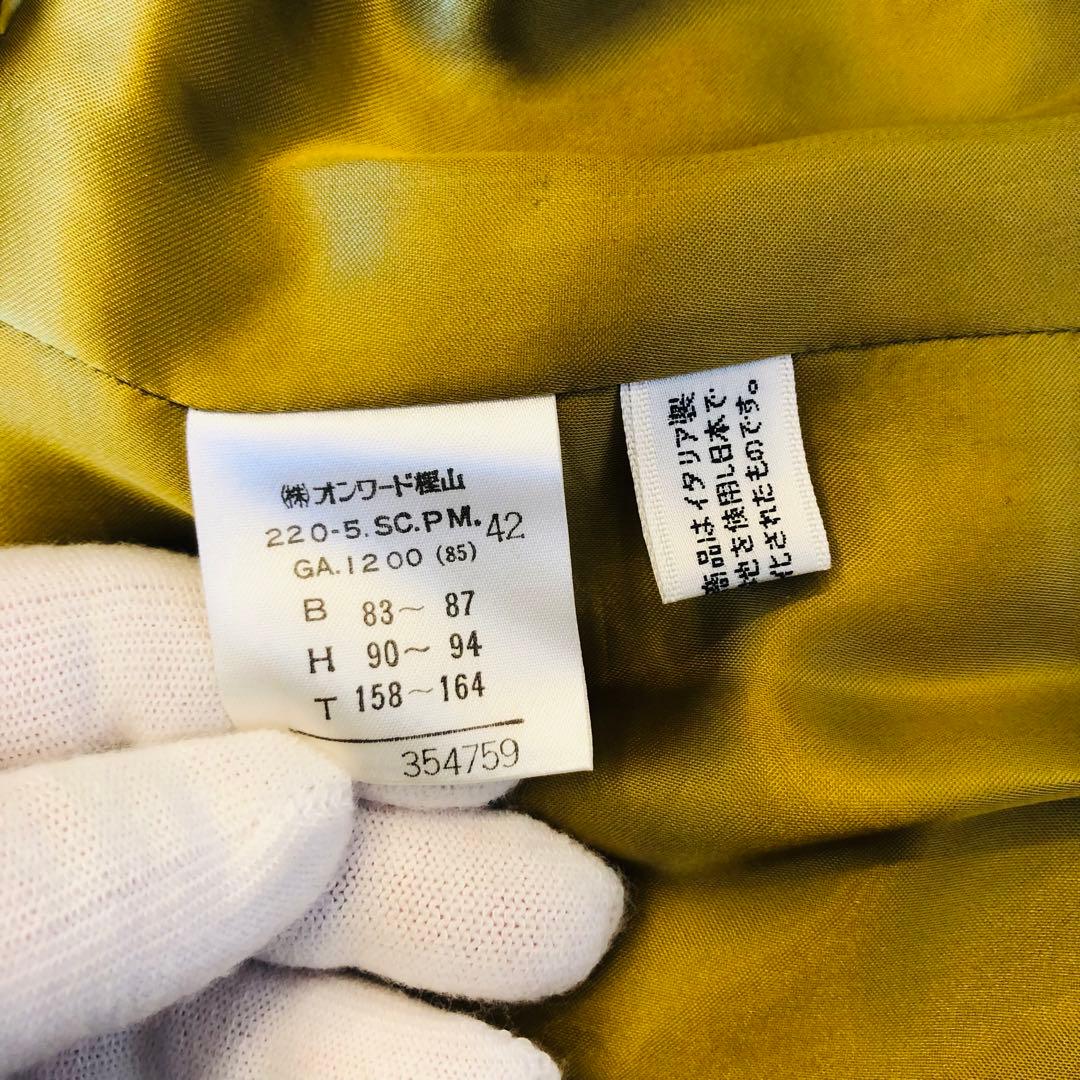 ㈱オンワード樫山
220-5.SC.PM. 42
GA.1200 (85)
B 83~ 87
H 90~ 94
T 158~164
354759
商品はイタリア製
地を使用し日本で
化されたものです。